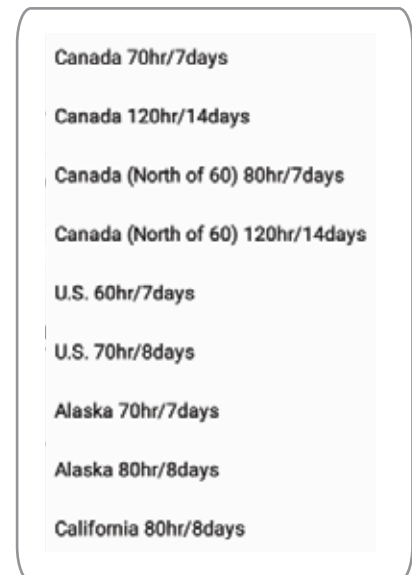 Canada 70hr/7days
Canada 120hr/14days
Canada (North of 60) 80hr/7days
Canada (North of 60) 120hr/14days
U.S. 60hr/7days
U.S. 70hr/8days
Alaska 70hr/7days
Alaska 80hr/8days
California 80hr/8days